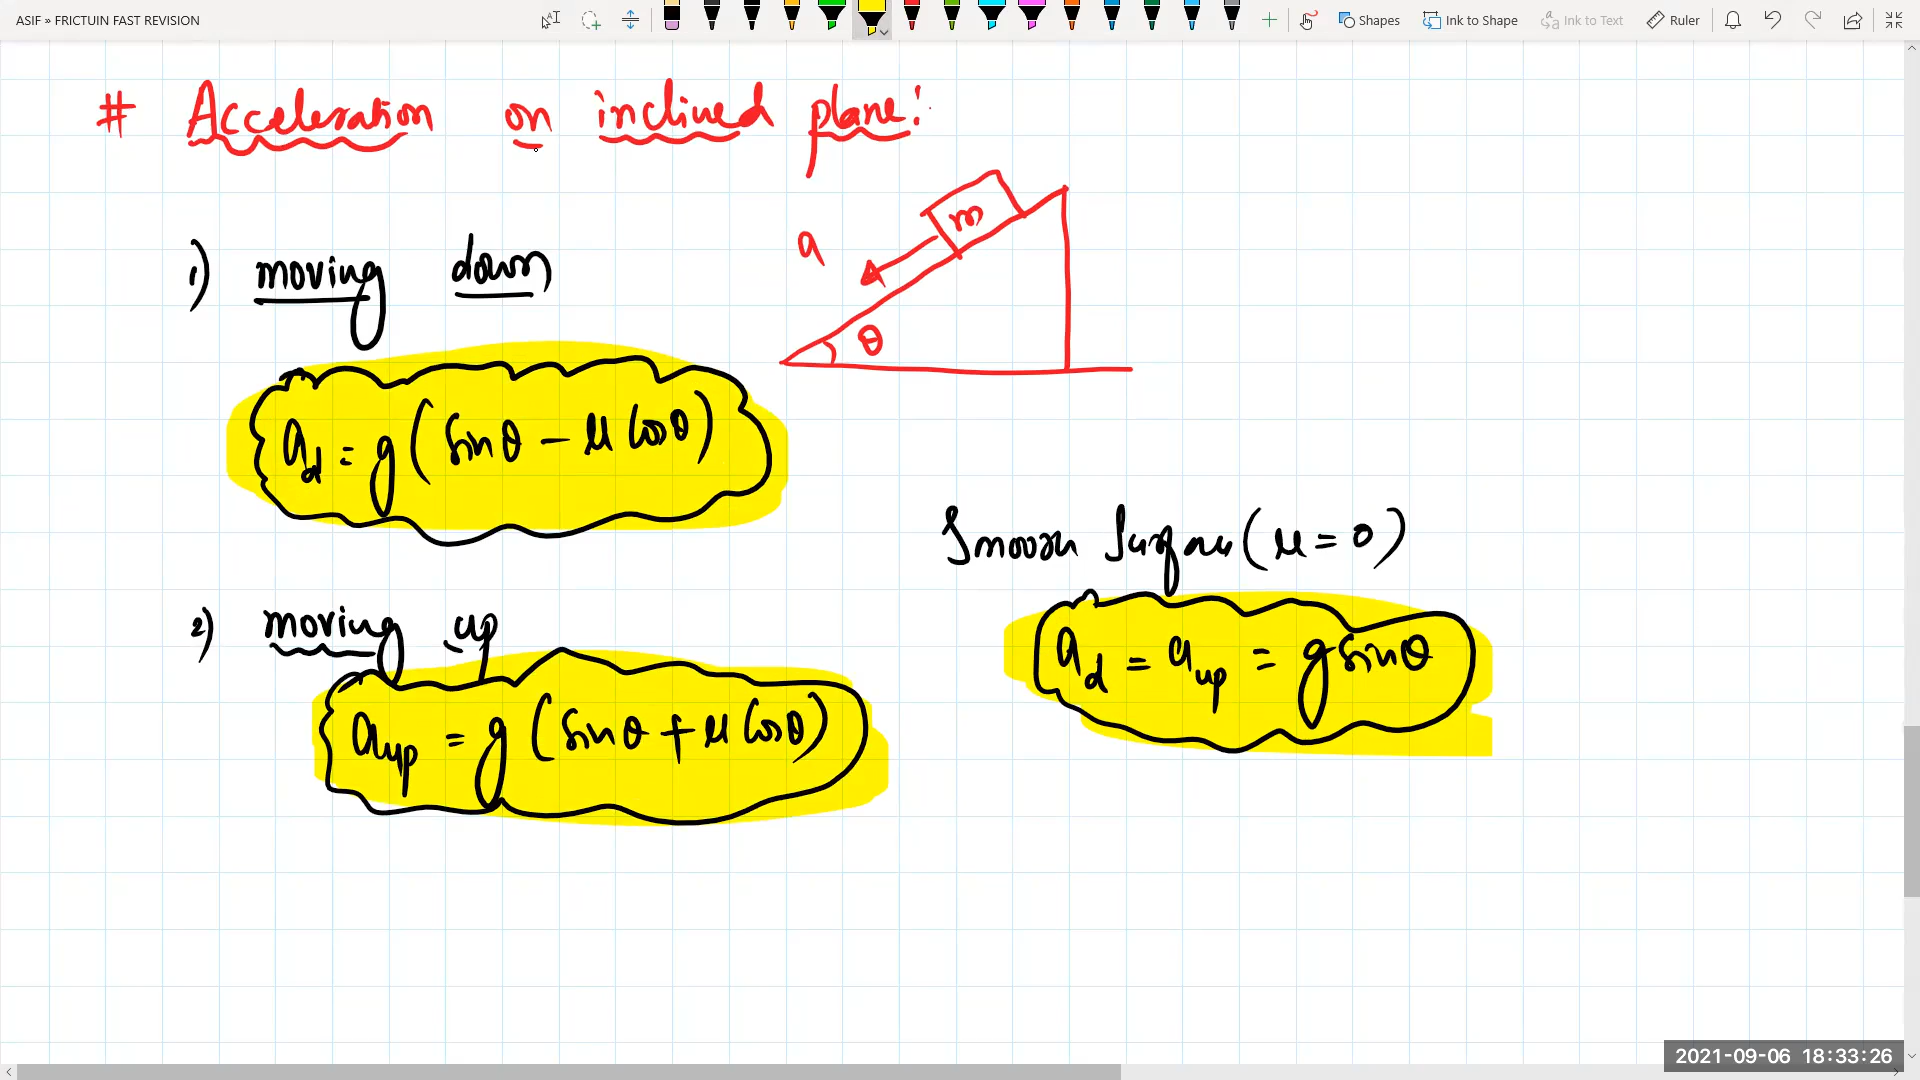 ASIF » FRICTUIN FAST REVISION
Shapes
Ink to Shape
Ink to Text
Ruler
# Acceleration on inclined plane:
m
a
θ
1) moving down
a_d = g (sinθ − μ cosθ)
Smooth Surface (μ = 0)
a_d = a_up = g sinθ
2) moving up
a_up = g (sinθ + μ cosθ)
2021-09-06 18:33:26